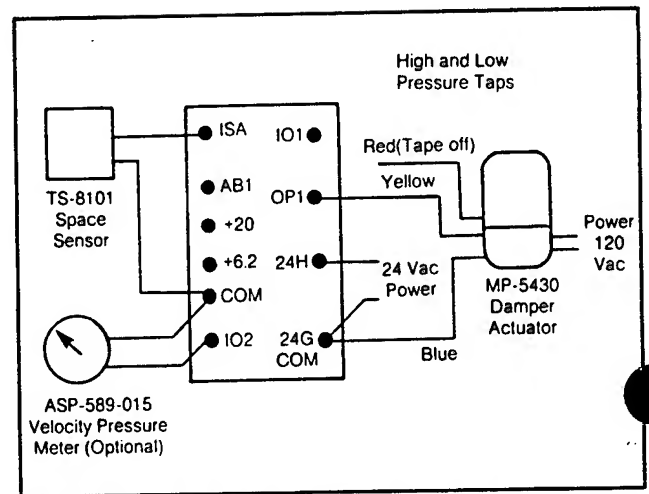 High and Low
Pressure Taps
ISA
IO1
Red(Tape off)
TS-8101
Space
Sensor
AB1
OP1
Yellow
+20
+6.2
24H
24 Vac
Power
Power
120
Vac
COM
MP-5430
Damper
Actuator
IO2
24G
COM
Blue
ASP-589-015
Velocity Pressure
Meter (Optional)